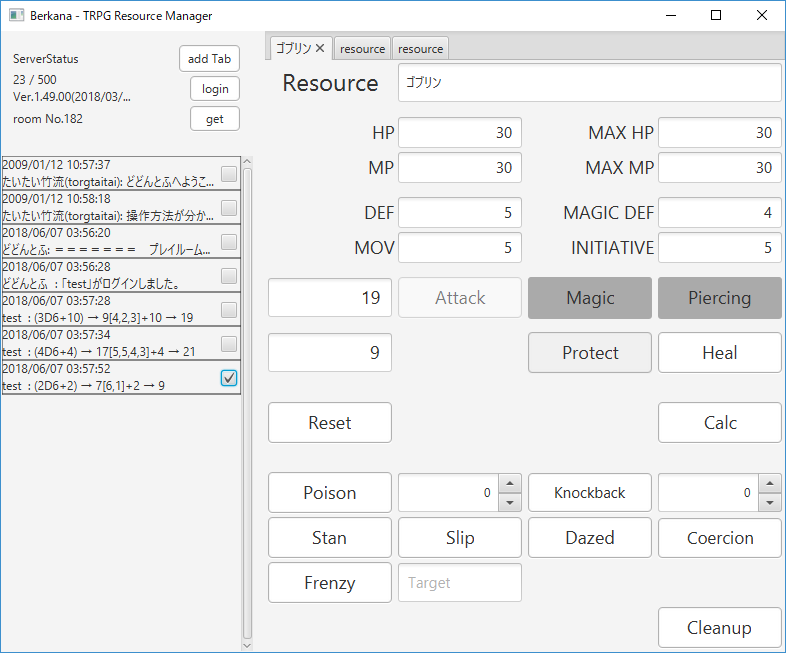 Berkana - TRPG Resource Manager
ServerStatus
add Tab
23 / 500
Ver.1.49.00(2018/03/...
login
room No.182
get
2009/01/12 10:57:37
たいたい竹流(torgtaitai): どどんとふへようこ...
2009/01/12 10:58:18
たいたい竹流(torgtaitai): 操作方法が分か...
2018/06/07 03:56:20
どどんとふ: ＝＝＝＝＝＝＝　プレイルーム...
2018/06/07 03:56:28
どどんとふ : 「test」がログインしました。
2018/06/07 03:57:28
test : (3D6+10) → 9[4,2,3]+10 → 19
2018/06/07 03:57:34
test : (4D6+4) → 17[5,5,4,3]+4 → 21
2018/06/07 03:57:52
test : (2D6+2) → 7[6,1]+2 → 9
ゴブリン resource resource
Resource ゴブリン
HP 30 MAX HP 30
MP 30 MAX MP 30
DEF 5 MAGIC DEF 4
MOV 5 INITIATIVE 5
19 Attack Magic Piercing
9 Protect Heal
Reset Calc
Poison 0 Knockback 0
Stan Slip Dazed Coercion
Frenzy Target
Cleanup